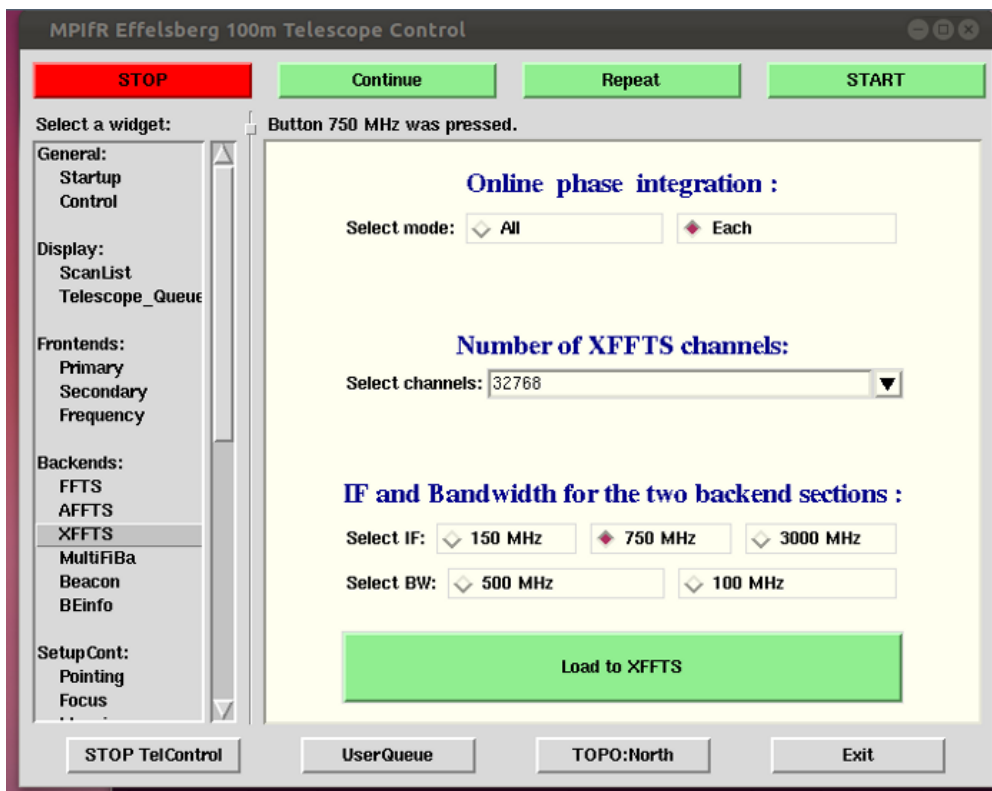 MPIfR Effelsberg 100m Telescope Control
STOP Continue Repeat START
Select a widget:
Button 750 MHz was pressed.
General:
Startup
Control
Display:
ScanList
Telescope_Queue
Frontends:
Primary
Secondary
Frequency
Backends:
FFTS
AFFTS
XFFTS
MultiFiBa
Beacon
BEinfo
SetupCont:
Pointing
Focus
Online phase integration :
Select mode: All Each
Number of XFFTS channels:
Select channels: 32768
IF and Bandwidth for the two backend sections :
Select IF: 150 MHz 750 MHz 3000 MHz
Select BW: 500 MHz 100 MHz
Load to XFFTS
STOP TelControl UserQueue TOPO:North Exit